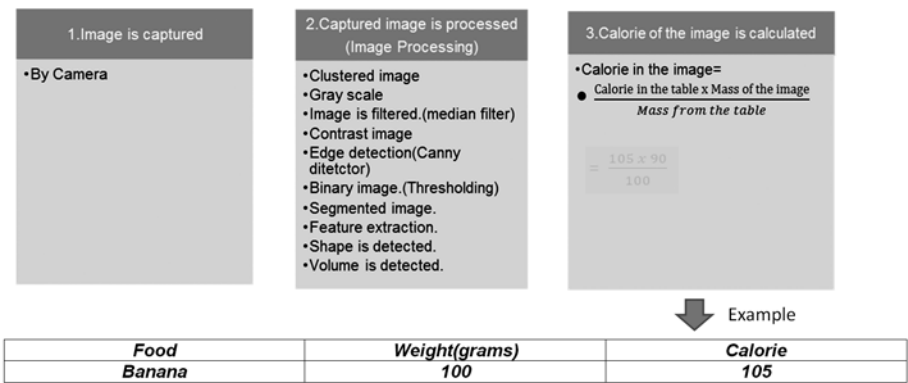 1.Image is captured
•By Camera
2.Captured image is processed
(Image Processing)
•Clustered image
•Gray scale
•Image is filtered.(median filter)
•Contrast image
•Edge detection(Canny
ditetctor)
•Binary image.(Thresholding)
•Segmented image.
•Feature extraction.
•Shape is detected.
•Volume is detected.
3.Calorie of the image is calculated
•Calorie in the image=
• Calorie in the table x Mass of the image
Mass from the table
= 105 x 90
100
Example
Food Weight(grams) Calorie
Banana 100 105